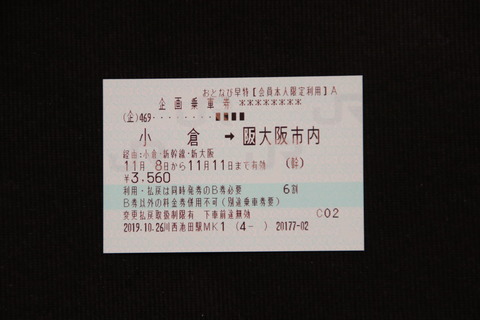 おとなび早特【会員本人限定利用】A
企画乗車券 ********
(企)469・・・・・・・・
小倉 → 阪大阪市内
経由:小倉・新幹線・新大阪
11月 8日から11月11日まで有効 (幹)
¥3,560
利用・払戻は同時発券のB券必要 6割
B券以外の料金券併用不可(別途乗車券要)
変更払戻取扱制限有 下車前途無効 C02
2019.10.26川西池田駅MK1 (4- ) 20177-02